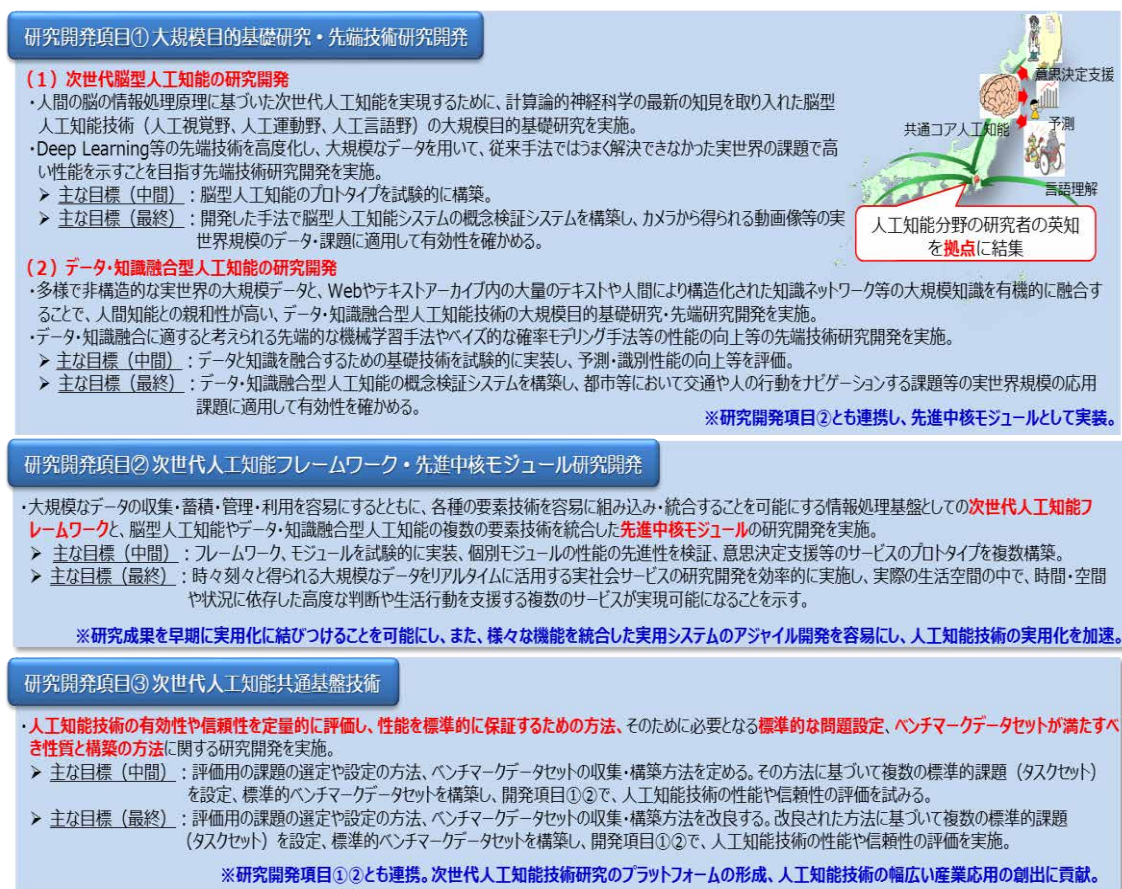 研究開発項目① 大規模目的基礎研究・先端技術研究開発
(1)次世代脳型人工知能の研究開発
・人間の脳の情報処理原理に基づいた次世代人工知能を実現するために、計算論的神経科学の最新の知見を取り入れた脳型
人工知能技術(人工視覚野、人工運動野、人工言語野)の大規模目的基礎研究を実施。
・Deep Learning等の先端技術を高度化し、大規模なデータを用いて、従来手法ではうまく解決できなかった実世界の課題で高
い性能を示すことを目指す先端技術研究開発を実施。
➢ 主な目標(中間):脳型人工知能のプロトタイプを試験的に構築。
➢ 主な目標(最終):開発した手法で脳型人工知能システムの概念検証システムを構築し、カメラから得られる動画像等の実
世界規模のデータ・課題に適用して有効性を確かめる。
意思決定支援
共通コア人工知能
予測
言語理解
人工知能分野の研究者の英知
を拠点に結集
(2)データ・知識融合型人工知能の研究開発
・多様で非構造的な実世界の大規模データと、Webやテキストアーカイブ内の大量のテキストや人間により構造化された知識ネットワーク等の大規模知識を有機的に融合す
ることで、人間知能との親和性が高い、データ・知識融合型人工知能技術の大規模目的基礎研究・先端研究開発を実施。
・データ・知識融合に適すると考えられる先端的な機械学習手法やベイズ的な確率モデリング手法等の性能の向上等の先端技術研究開発を実施。
➢ 主な目標(中間):データと知識を融合するための基礎技術を試験的に実装し、予測・識別性能の向上等を評価。
➢ 主な目標(最終):データ・知識融合型人工知能の概念検証システムを構築し、都市等において交通や人の行動をナビゲーションする課題等の実世界規模の応用
課題に適用して有効性を確かめる。
※研究開発項目②とも連携し、先進中核モジュールとして実装。
研究開発項目② 次世代人工知能フレームワーク・先進中核モジュール研究開発
・大規模なデータの収集・蓄積・管理・利用を容易にするとともに、各種の要素技術を容易に組み込み・統合することを可能にする情報処理基盤としての次世代人工知能フ
レームワークと、脳型人工知能やデータ・知識融合型人工知能の複数の要素技術を統合した先進中核モジュールの研究開発を実施。
➢ 主な目標(中間):フレームワーク、モジュールを試験的に実装、個別モジュールの性能の先進性を検証、意思決定支援等のサービスのプロトタイプを複数構築。
➢ 主な目標(最終):時々刻々と得られる大規模なデータをリアルタイムに活用する実社会サービスの研究開発を効率的に実施し、実際の生活空間の中で、時間・空間
や状況に依存した高度な判断や生活行動を支援する複数のサービスが実現可能になることを示す。
※研究成果を早期に実用化に結びつけることを可能にし、また、様々な機能を統合した実用システムのアジャイル開発を容易にし、人工知能技術の実用化を加速。
研究開発項目③ 次世代人工知能共通基盤技術
・人工知能技術の有効性や信頼性を定量的に評価し、性能を標準的に保証するための方法、そのために必要となる標準的な問題設定、ベンチマークデータセットが満たすべ
き性質と構築の方法に関する研究開発を実施。
➢ 主な目標(中間):評価用の課題の選定や設定の方法、ベンチマークデータセットの収集・構築方法を定める。その方法に基づいて複数の標準的課題(タスクセット)
を設定、標準的ベンチマークデータセットを構築し、開発項目①②で、人工知能技術の性能や信頼性の評価を試みる。
➢ 主な目標(最終):評価用の課題の選定や設定の方法、ベンチマークデータセットの収集・構築方法を改良する。改良された方法に基づいて複数の標準的課題
(タスクセット)を設定、標準的ベンチマークデータセットを構築し、開発項目①②で、人工知能技術の性能や信頼性の評価を実施。
※研究開発項目①②とも連携。次世代人工知能技術研究のプラットフォームの形成、人工知能技術の幅広い産業応用の創出に貢献。